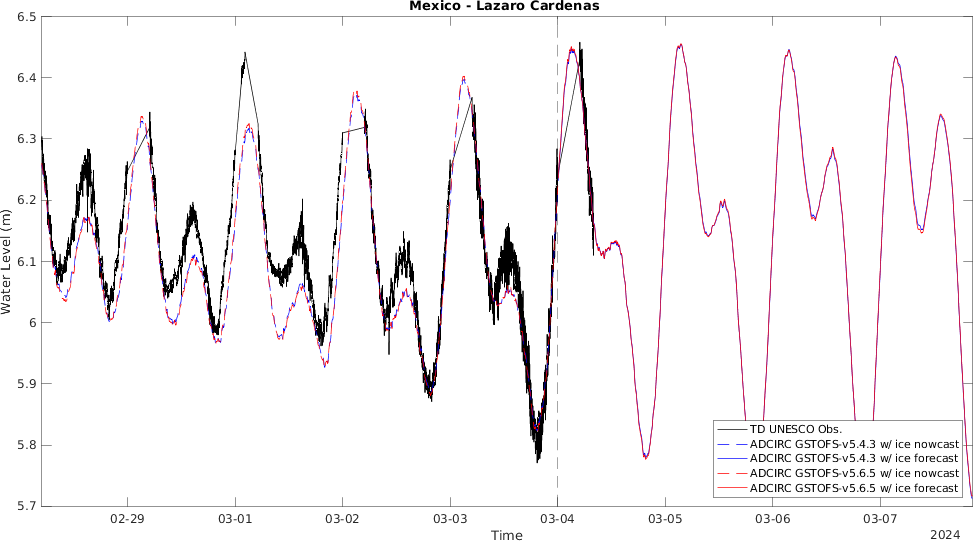 Mexico - Lazaro Cardenas
6.5
6.4
6.3
6.2
6.1
6
5.9
5.8
5.7
Water Level (m)
TD UNESCO Obs.
ADCIRC GSTOFS-v5.4.3 w/ ice nowcast
ADCIRC GSTOFS-v5.4.3 w/ ice forecast
ADCIRC GSTOFS-v5.6.5 w/ ice nowcast
ADCIRC GSTOFS-v5.6.5 w/ ice forecast
02-29 03-01 03-02 03-03 03-04 03-05 03-06 03-07
Time
2024